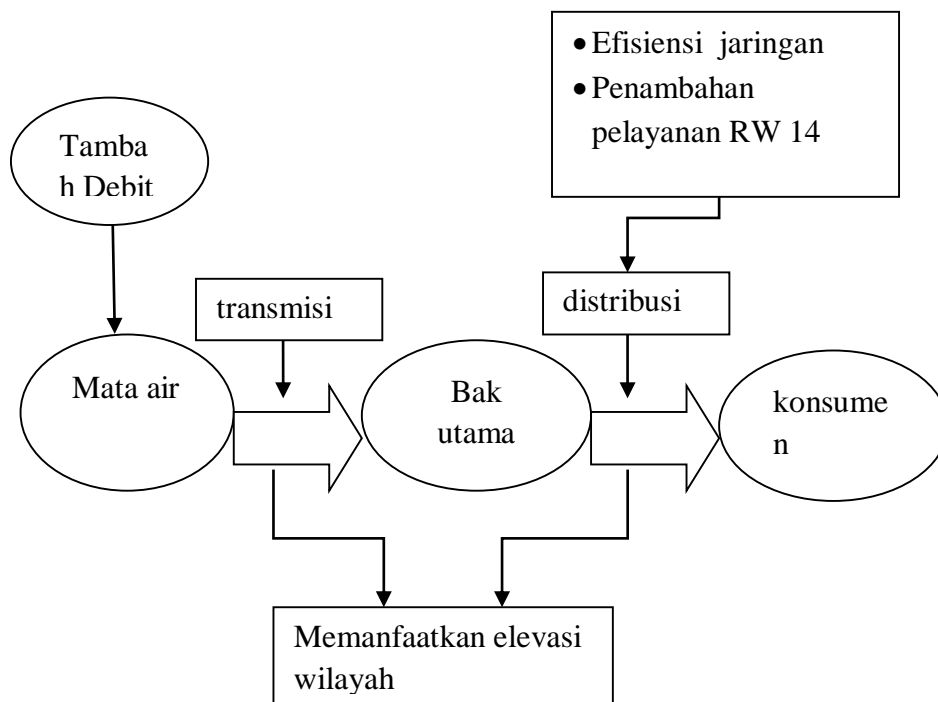 • Efisiensi jaringan
• Penambahan
pelayanan RW 14
Tamba
h Debit
transmisi
distribusi
Mata air
Bak
utama
konsume
n
Memanfaatkan elevasi
wilayah